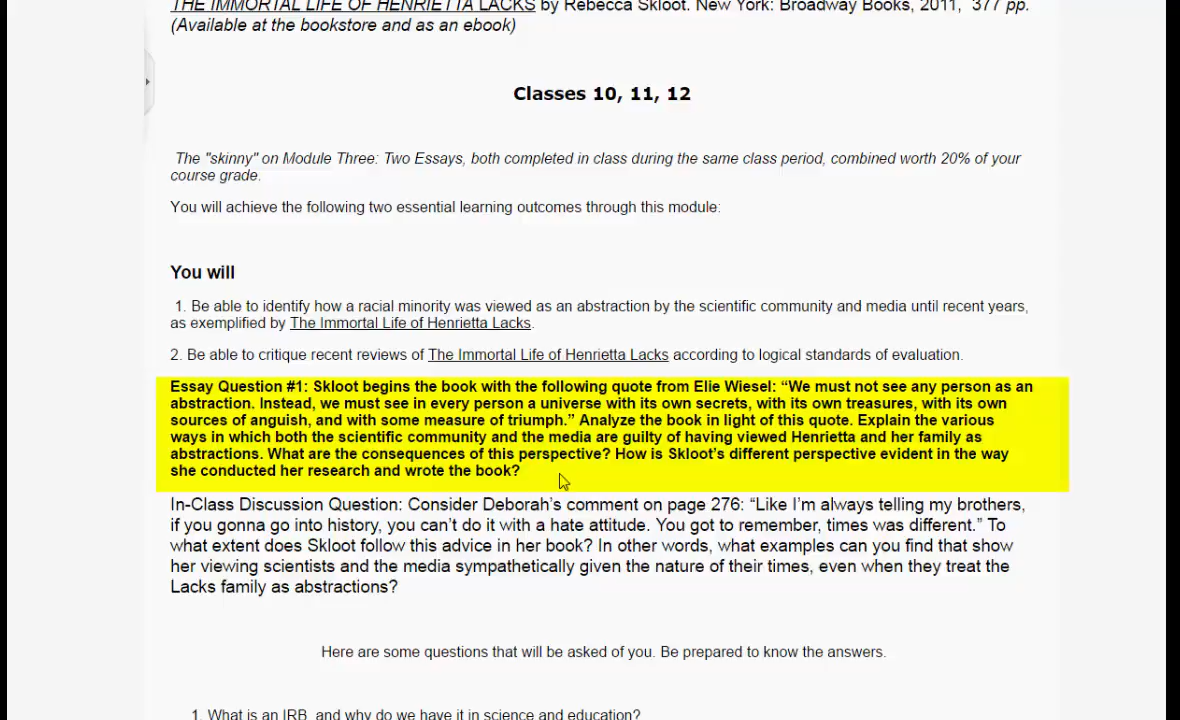 THE IMMORTAL LIFE OF HENRIETTA LACKS by Rebecca Skloot. New York: Broadway Books, 2011, 377 pp.
(Available at the bookstore and as an ebook)
Classes 10, 11, 12
The "skinny" on Module Three: Two Essays, both completed in class during the same class period, combined worth 20% of your
course grade.
You will achieve the following two essential learning outcomes through this module:
You will
1. Be able to identify how a racial minority was viewed as an abstraction by the scientific community and media until recent years,
as exemplified by The Immortal Life of Henrietta Lacks.
2. Be able to critique recent reviews of The Immortal Life of Henrietta Lacks according to logical standards of evaluation.
Essay Question #1: Skloot begins the book with the following quote from Elie Wiesel: “We must not see any person as an
abstraction. Instead, we must see in every person a universe with its own secrets, with its own treasures, with its own
sources of anguish, and with some measure of triumph.” Analyze the book in light of this quote. Explain the various
ways in which both the scientific community and the media are guilty of having viewed Henrietta and her family as
abstractions. What are the consequences of this perspective? How is Skloot’s different perspective evident in the way
she conducted her research and wrote the book?
In-Class Discussion Question: Consider Deborah’s comment on page 276: “Like I’m always telling my brothers,
if you gonna go into history, you can’t do it with a hate attitude. You got to remember, times was different.” To
what extent does Skloot follow this advice in her book? In other words, what examples can you find that show
her viewing scientists and the media sympathetically given the nature of their times, even when they treat the
Lacks family as abstractions?
Here are some questions that will be asked of you. Be prepared to know the answers.
1. What is an IRB, and why do we have it in science and education?